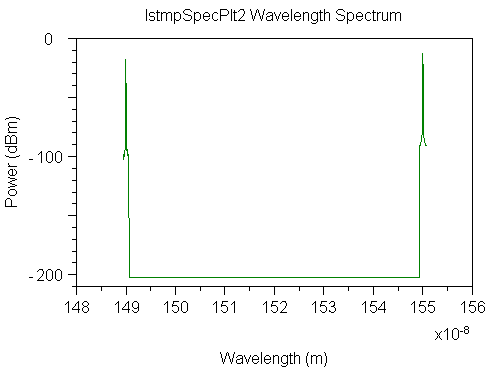 lstmpSpecPlt2 Wavelength Spectrum
0
-100
-200
Power (dBm)
148 149 150 151 152 153 154 155 156
x10-8
Wavelength (m)